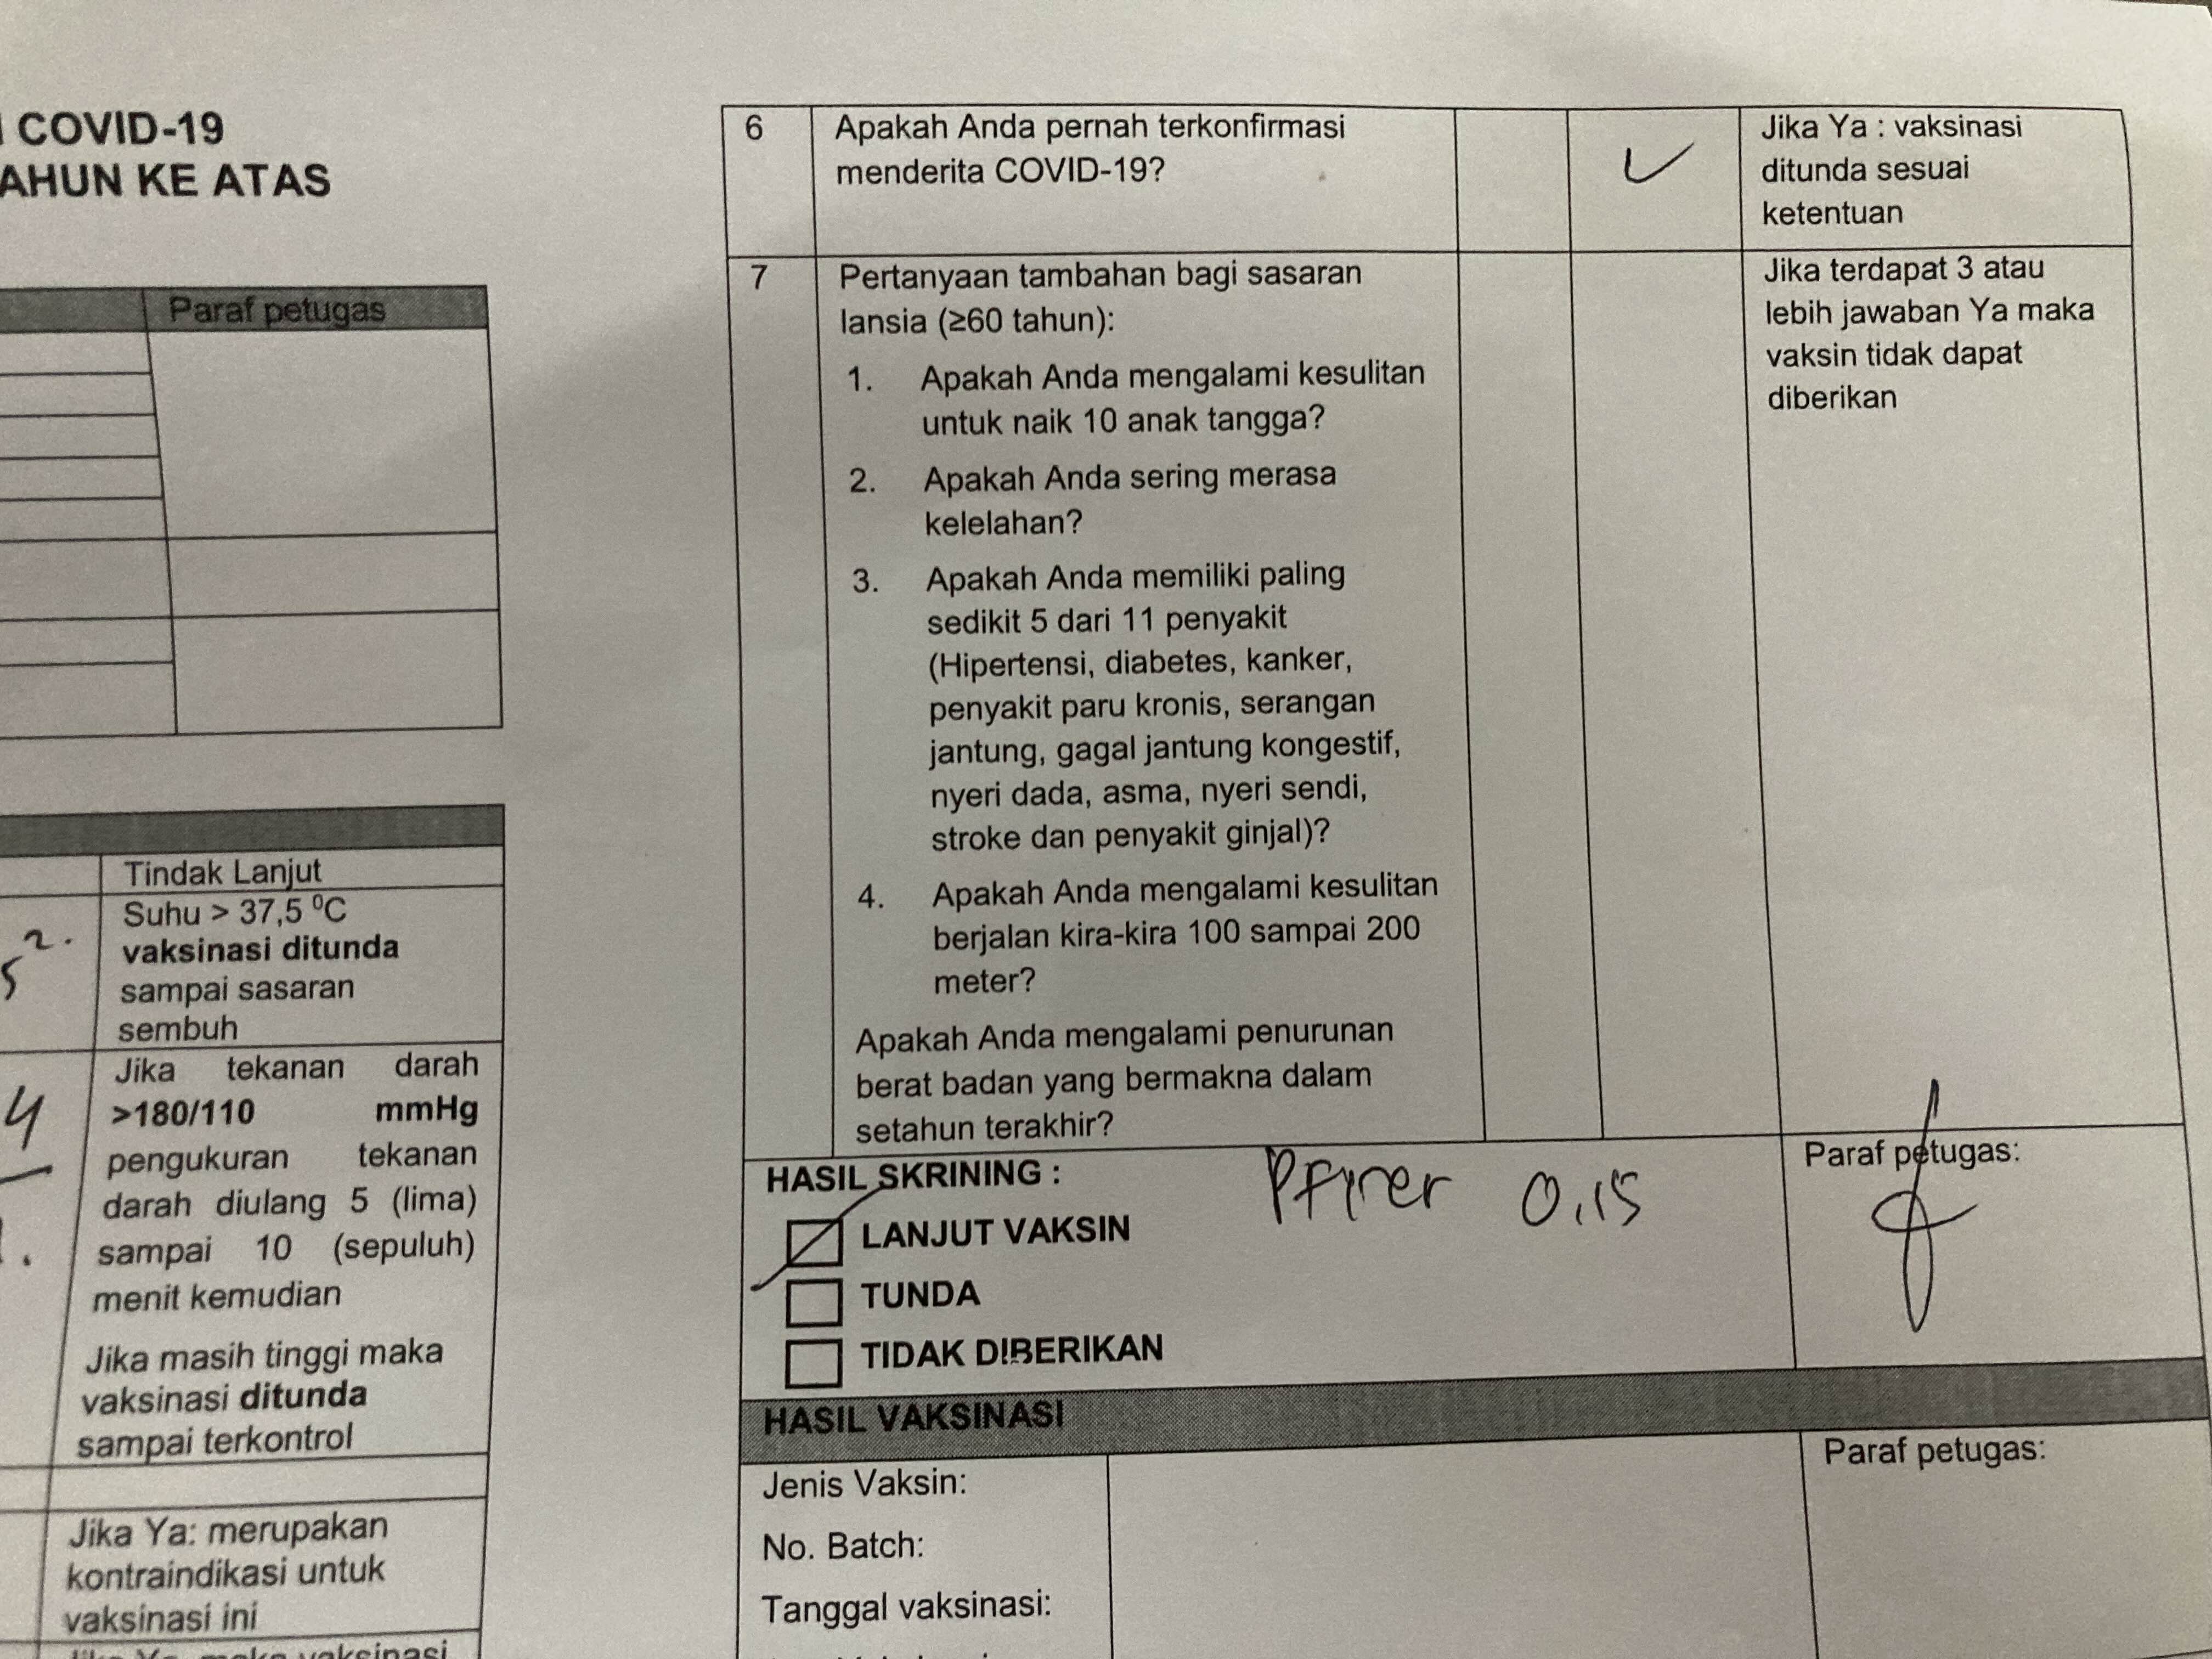 COVID-19
AHUN KE ATAS
Paraf petugas
Tindak Lanjut
Suhu > 37,5 ⁰C
vaksinasi ditunda
sampai sasaran
sembuh
Jika tekanan darah
>180/110 mmHg
pengukuran tekanan
darah diulang 5 (lima)
sampai 10 (sepuluh)
menit kemudian
Jika masih tinggi maka
vaksinasi ditunda
sampai terkontrol
Jika Ya: merupakan
kontraindikasi untuk
vaksinasi ini
6 Apakah Anda pernah terkonfirmasi
menderita COVID-19?
Jika Ya : vaksinasi
ditunda sesuai
ketentuan
7 Pertanyaan tambahan bagi sasaran
lansia (≥60 tahun):
1. Apakah Anda mengalami kesulitan
untuk naik 10 anak tangga?
2. Apakah Anda sering merasa
kelelahan?
3. Apakah Anda memiliki paling
sedikit 5 dari 11 penyakit
(Hipertensi, diabetes, kanker,
penyakit paru kronis, serangan
jantung, gagal jantung kongestif,
nyeri dada, asma, nyeri sendi,
stroke dan penyakit ginjal)?
4. Apakah Anda mengalami kesulitan
berjalan kira-kira 100 sampai 200
meter?
Apakah Anda mengalami penurunan
berat badan yang bermakna dalam
setahun terakhir?
Jika terdapat 3 atau
lebih jawaban Ya maka
vaksin tidak dapat
diberikan
HASIL SKRINING :
LANJUT VAKSIN
TUNDA
TIDAK DIBERIKAN
Pfizer 0,15
Paraf petugas:
HASIL VAKSINASI
Jenis Vaksin:
No. Batch:
Tanggal vaksinasi:
Paraf petugas: